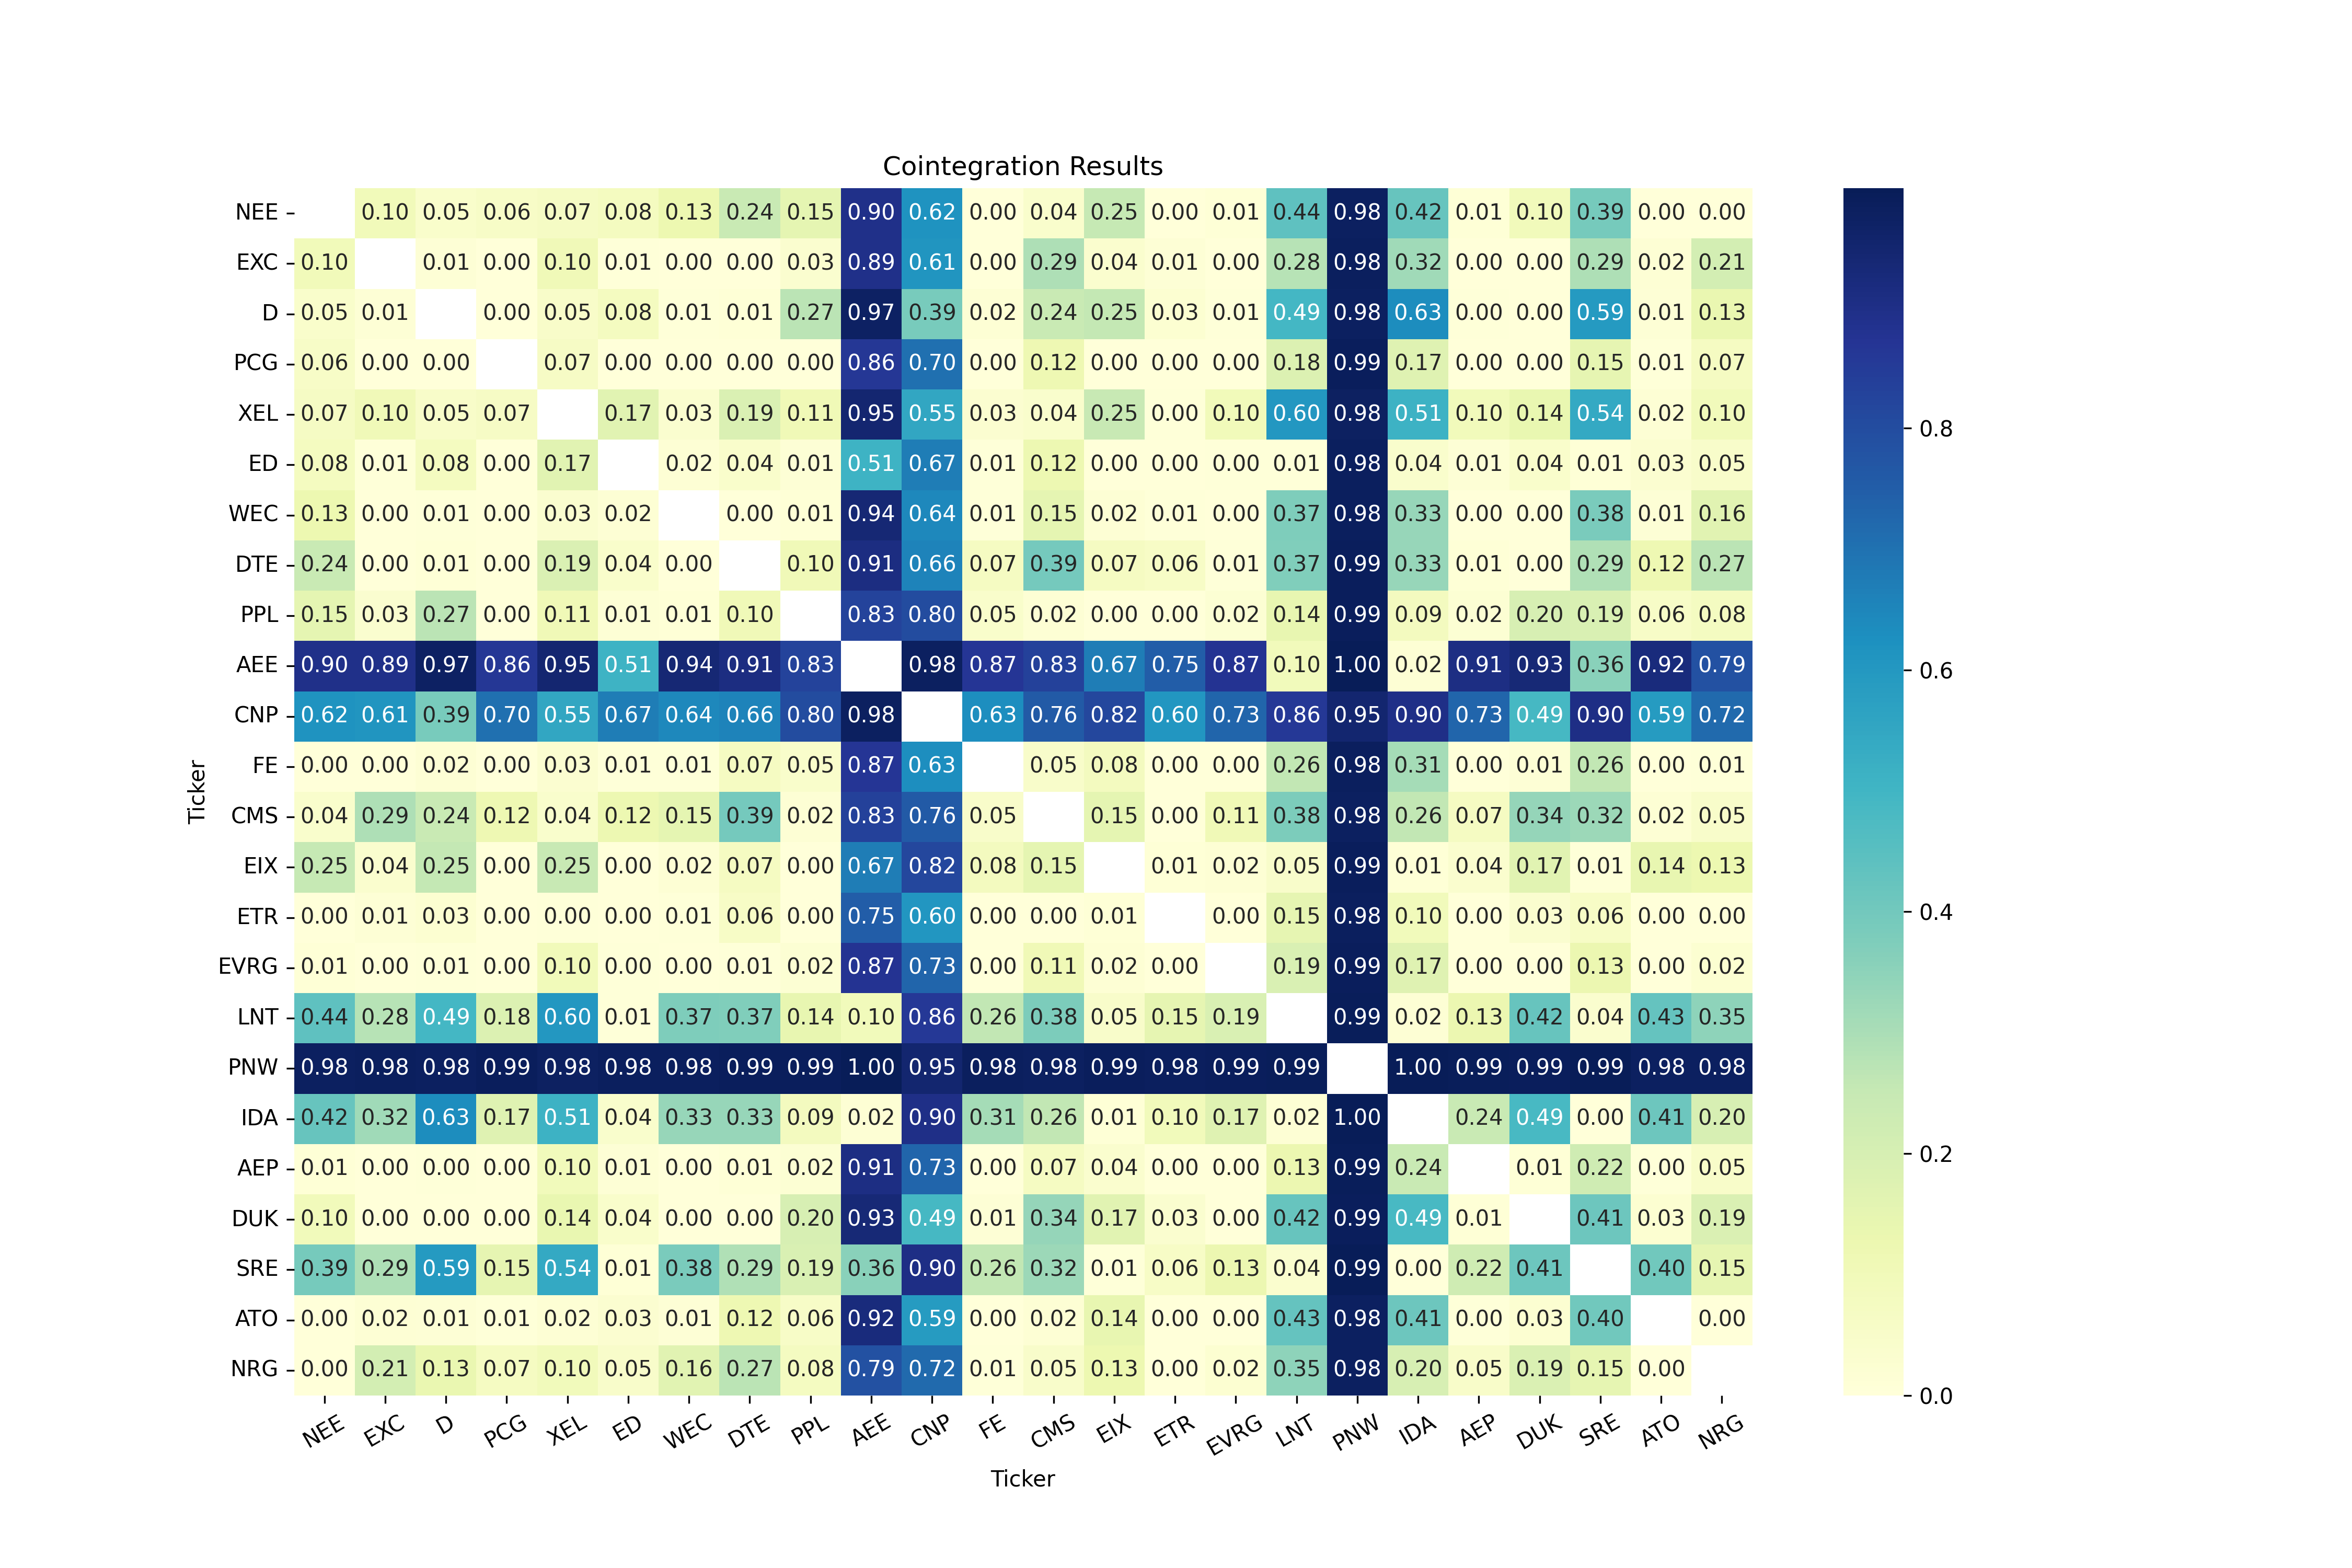 Cointegration Results
NEE 0.10 0.05 0.06 0.07 0.08 0.13 0.24 0.15 0.90 0.62 0.00 0.04 0.25 0.00 0.01 0.44 0.98 0.42 0.01 0.10 0.39 0.00 0.00
EXC 0.10 0.01 0.00 0.10 0.01 0.00 0.00 0.03 0.89 0.61 0.00 0.29 0.04 0.01 0.00 0.28 0.98 0.32 0.00 0.00 0.29 0.02 0.21
D 0.05 0.01 0.00 0.05 0.08 0.01 0.01 0.27 0.97 0.39 0.02 0.24 0.25 0.03 0.01 0.49 0.98 0.63 0.00 0.00 0.59 0.01 0.13
PCG 0.06 0.00 0.00 0.07 0.00 0.00 0.00 0.00 0.86 0.70 0.00 0.12 0.00 0.00 0.00 0.18 0.99 0.17 0.00 0.00 0.15 0.01 0.07
XEL 0.07 0.10 0.05 0.07 0.17 0.03 0.19 0.11 0.95 0.55 0.03 0.04 0.25 0.00 0.10 0.60 0.98 0.51 0.10 0.14 0.54 0.02 0.10
0.8
ED 0.08 0.01 0.08 0.00 0.17 0.02 0.04 0.01 0.51 0.67 0.01 0.12 0.00 0.00 0.00 0.01 0.98 0.04 0.01 0.04 0.01 0.03 0.05
WEC 0.13 0.00 0.01 0.00 0.03 0.02 0.00 0.01 0.94 0.64 0.01 0.15 0.02 0.01 0.00 0.37 0.98 0.33 0.00 0.00 0.38 0.01 0.16
DTE 0.24 0.00 0.01 0.00 0.19 0.04 0.00 0.10 0.91 0.66 0.07 0.39 0.07 0.06 0.01 0.37 0.99 0.33 0.01 0.00 0.29 0.12 0.27
PPL 0.15 0.03 0.27 0.00 0.11 0.01 0.01 0.10 0.83 0.80 0.05 0.02 0.00 0.00 0.02 0.14 0.99 0.09 0.02 0.20 0.19 0.06 0.08
AEE 0.90 0.89 0.97 0.86 0.95 0.51 0.94 0.91 0.83 0.98 0.87 0.83 0.67 0.75 0.87 0.10 1.00 0.02 0.91 0.93 0.36 0.92 0.79
0.6
CNP 0.62 0.61 0.39 0.70 0.55 0.67 0.64 0.66 0.80 0.98 0.63 0.76 0.82 0.60 0.73 0.86 0.95 0.90 0.73 0.49 0.90 0.59 0.72
FE 0.00 0.00 0.02 0.00 0.03 0.01 0.01 0.07 0.05 0.87 0.63 0.05 0.08 0.00 0.00 0.26 0.98 0.31 0.00 0.01 0.26 0.00 0.01
Ticker
CMS 0.04 0.29 0.24 0.12 0.04 0.12 0.15 0.39 0.02 0.83 0.76 0.05 0.15 0.00 0.11 0.38 0.98 0.26 0.07 0.34 0.32 0.02 0.05
EIX 0.25 0.04 0.25 0.00 0.25 0.00 0.02 0.07 0.00 0.67 0.82 0.08 0.15 0.01 0.02 0.05 0.99 0.01 0.04 0.17 0.01 0.14 0.13
ETR 0.00 0.01 0.03 0.00 0.00 0.00 0.01 0.06 0.00 0.75 0.60 0.00 0.00 0.01 0.00 0.15 0.98 0.10 0.00 0.03 0.06 0.00 0.00
0.4
EVRG 0.01 0.00 0.01 0.00 0.10 0.00 0.00 0.01 0.02 0.87 0.73 0.00 0.11 0.02 0.00 0.19 0.99 0.17 0.00 0.00 0.13 0.00 0.02
LNT 0.44 0.28 0.49 0.18 0.60 0.01 0.37 0.37 0.14 0.10 0.86 0.26 0.38 0.05 0.15 0.19 0.99 0.02 0.13 0.42 0.04 0.43 0.35
PNW 0.98 0.98 0.98 0.99 0.98 0.98 0.98 0.99 0.99 1.00 0.95 0.98 0.98 0.99 0.98 0.99 0.99 1.00 0.99 0.99 0.99 0.98 0.98
IDA 0.42 0.32 0.63 0.17 0.51 0.04 0.33 0.33 0.09 0.02 0.90 0.31 0.26 0.01 0.10 0.17 0.02 1.00 0.24 0.49 0.00 0.41 0.20
AEP 0.01 0.00 0.00 0.00 0.10 0.01 0.00 0.01 0.02 0.91 0.73 0.00 0.07 0.04 0.00 0.00 0.13 0.99 0.24 0.01 0.22 0.00 0.05
0.2
DUK 0.10 0.00 0.00 0.00 0.14 0.04 0.00 0.00 0.20 0.93 0.49 0.01 0.34 0.17 0.03 0.00 0.42 0.99 0.49 0.01 0.41 0.03 0.19
SRE 0.39 0.29 0.59 0.15 0.54 0.01 0.38 0.29 0.19 0.36 0.90 0.26 0.32 0.01 0.06 0.13 0.04 0.99 0.00 0.22 0.41 0.40 0.15
ATO 0.00 0.02 0.01 0.01 0.02 0.03 0.01 0.12 0.06 0.92 0.59 0.00 0.02 0.14 0.00 0.00 0.43 0.98 0.41 0.00 0.03 0.40 0.00
NRG 0.00 0.21 0.13 0.07 0.10 0.05 0.16 0.27 0.08 0.79 0.72 0.01 0.05 0.13 0.00 0.02 0.35 0.98 0.20 0.05 0.19 0.15 0.00
0.0
NEE EXC D PCG XEL ED WEC DTE PPL AEE CNP FE CMS EIX ETR EVRG LNT PNW IDA AEP DUK SRE ATO NRG
Ticker